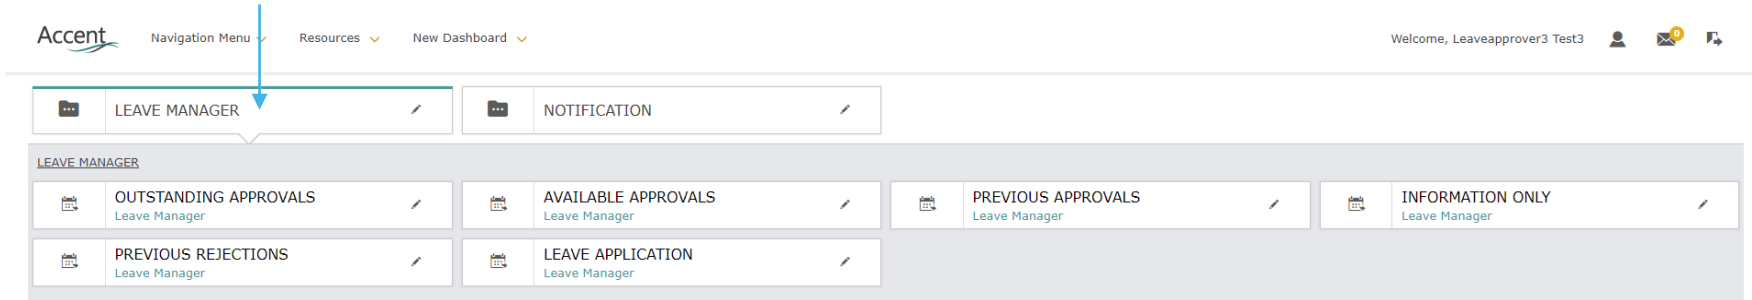 Accent Navigation Menu Resources New Dashboard Welcome, Leaveapprover3 Test3 0
LEAVE MANAGER NOTIFICATION
LEAVE MANAGER
OUTSTANDING APPROVALS AVAILABLE APPROVALS PREVIOUS APPROVALS INFORMATION ONLY
Leave Manager Leave Manager Leave Manager Leave Manager
PREVIOUS REJECTIONS LEAVE APPLICATION
Leave Manager Leave Manager